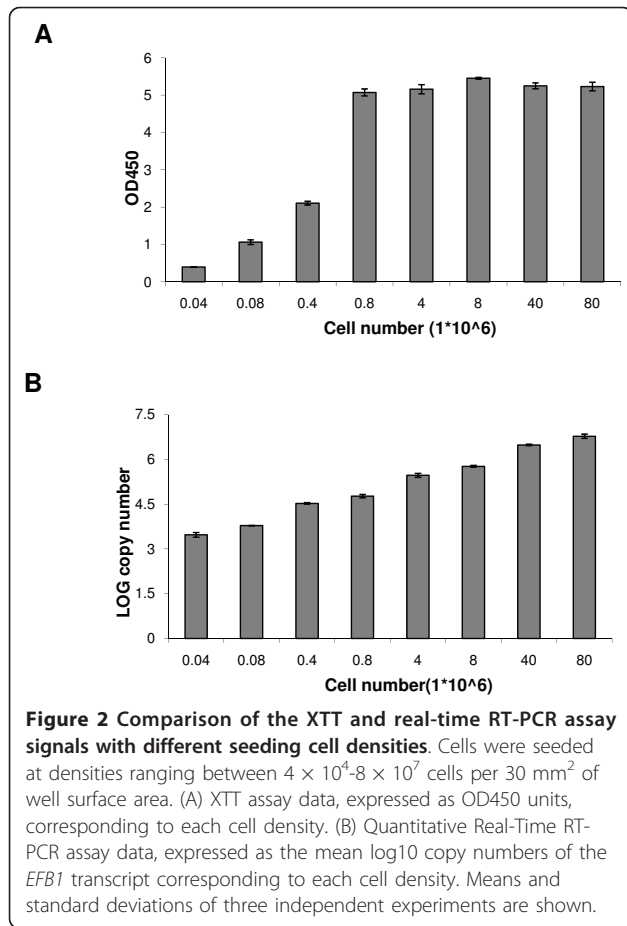 A
6
5
4
3
2
1
0
OD450
0.04 0.08 0.4 0.8 4 8 40 80
Cell number (1*10^6)
B
7.5
6
4.5
3
1.5
0
LOG copy number
0.04 0.08 0.4 0.8 4 8 40 80
Cell number(1*10^6)
Figure 2 Comparison of the XTT and real-time RT-PCR assay
signals with different seeding cell densities. Cells were seeded
at densities ranging between 4 × 10⁴-8 × 10⁷ cells per 30 mm² of
well surface area. (A) XTT assay data, expressed as OD450 units,
corresponding to each cell density. (B) Quantitative Real-Time RT-
PCR assay data, expressed as the mean log10 copy numbers of the
EFB1 transcript corresponding to each cell density. Means and
standard deviations of three independent experiments are shown.